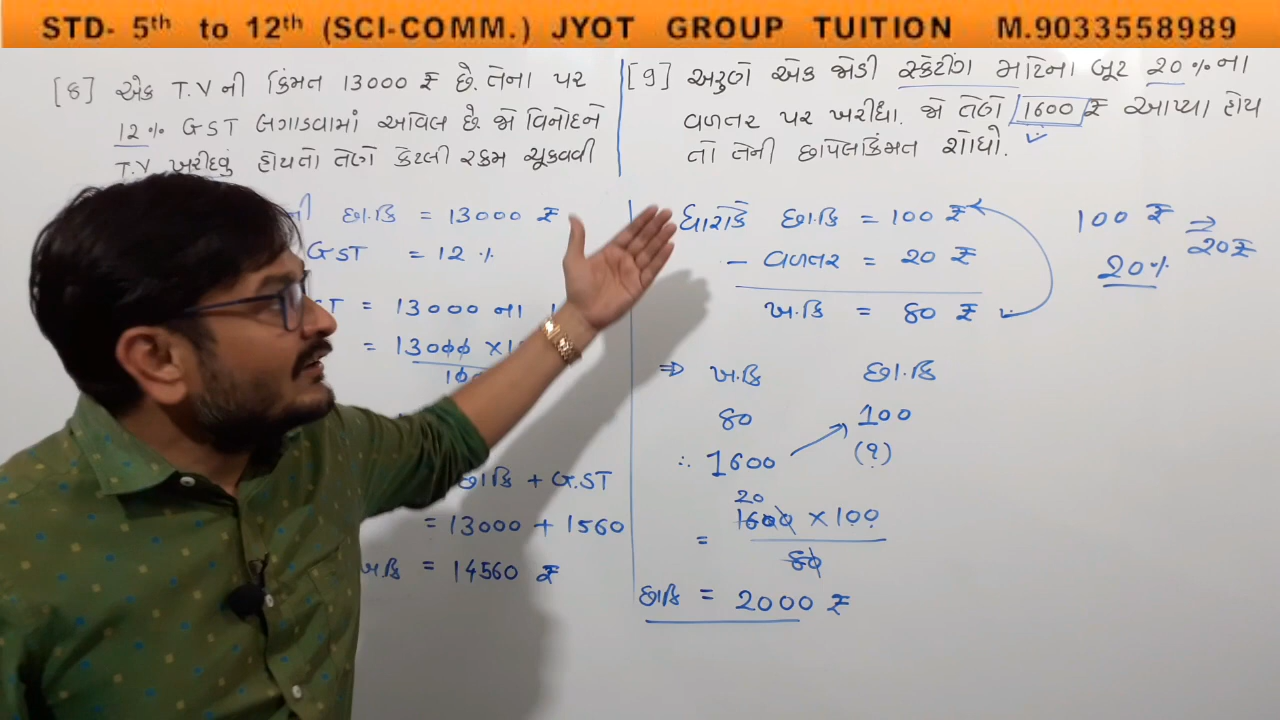 STD- 5th to 12th (SCI-COMM.) JYOT GROUP TUITION M.9033558989
[8] એક T.V ની કિંમત 13000 ₹ છે. તેના પર
12 % GST લગાડવામાં આવેલ છે. જો વિનોદને
T.V ખરીદવું હોયતો તેણે કેટલી રકમ ચૂકવવી
ની છા.કિં = 13000 ₹
GST = 12 %
= 13000 ના
= 13000 ×
છા.કિ + G.ST
= 13000 + 1560
ખ.કિ = 14560 ₹
[9] અરુણે એક જોડી સ્કેટીંગ માટેના બૂટ 20 % ના
વળતર પર ખરીધા. જો તેણે 1600 ₹ આપ્યા હોય
તો તેની છાપેલકિંમત શોધો.
ધારોકે છા.કિં = 100 ₹
– વળતર = 20 ₹
ખ.કિં = 80 ₹
100 ₹ ⇒
20 ₹
20%
⇒ ખ.કિં છા.કિં
80 100
∴ 1600 (?)
20
= 1600 × 100
80
છા.કિં = 2000 ₹